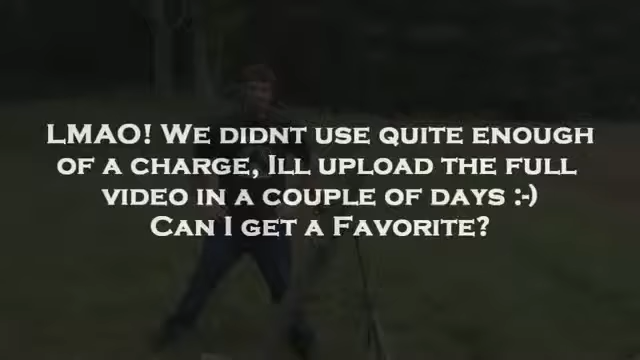 LMAO! We didnt use quite enough
of a charge, Ill upload the full
video in a couple of days :-)
Can I get a Favorite?